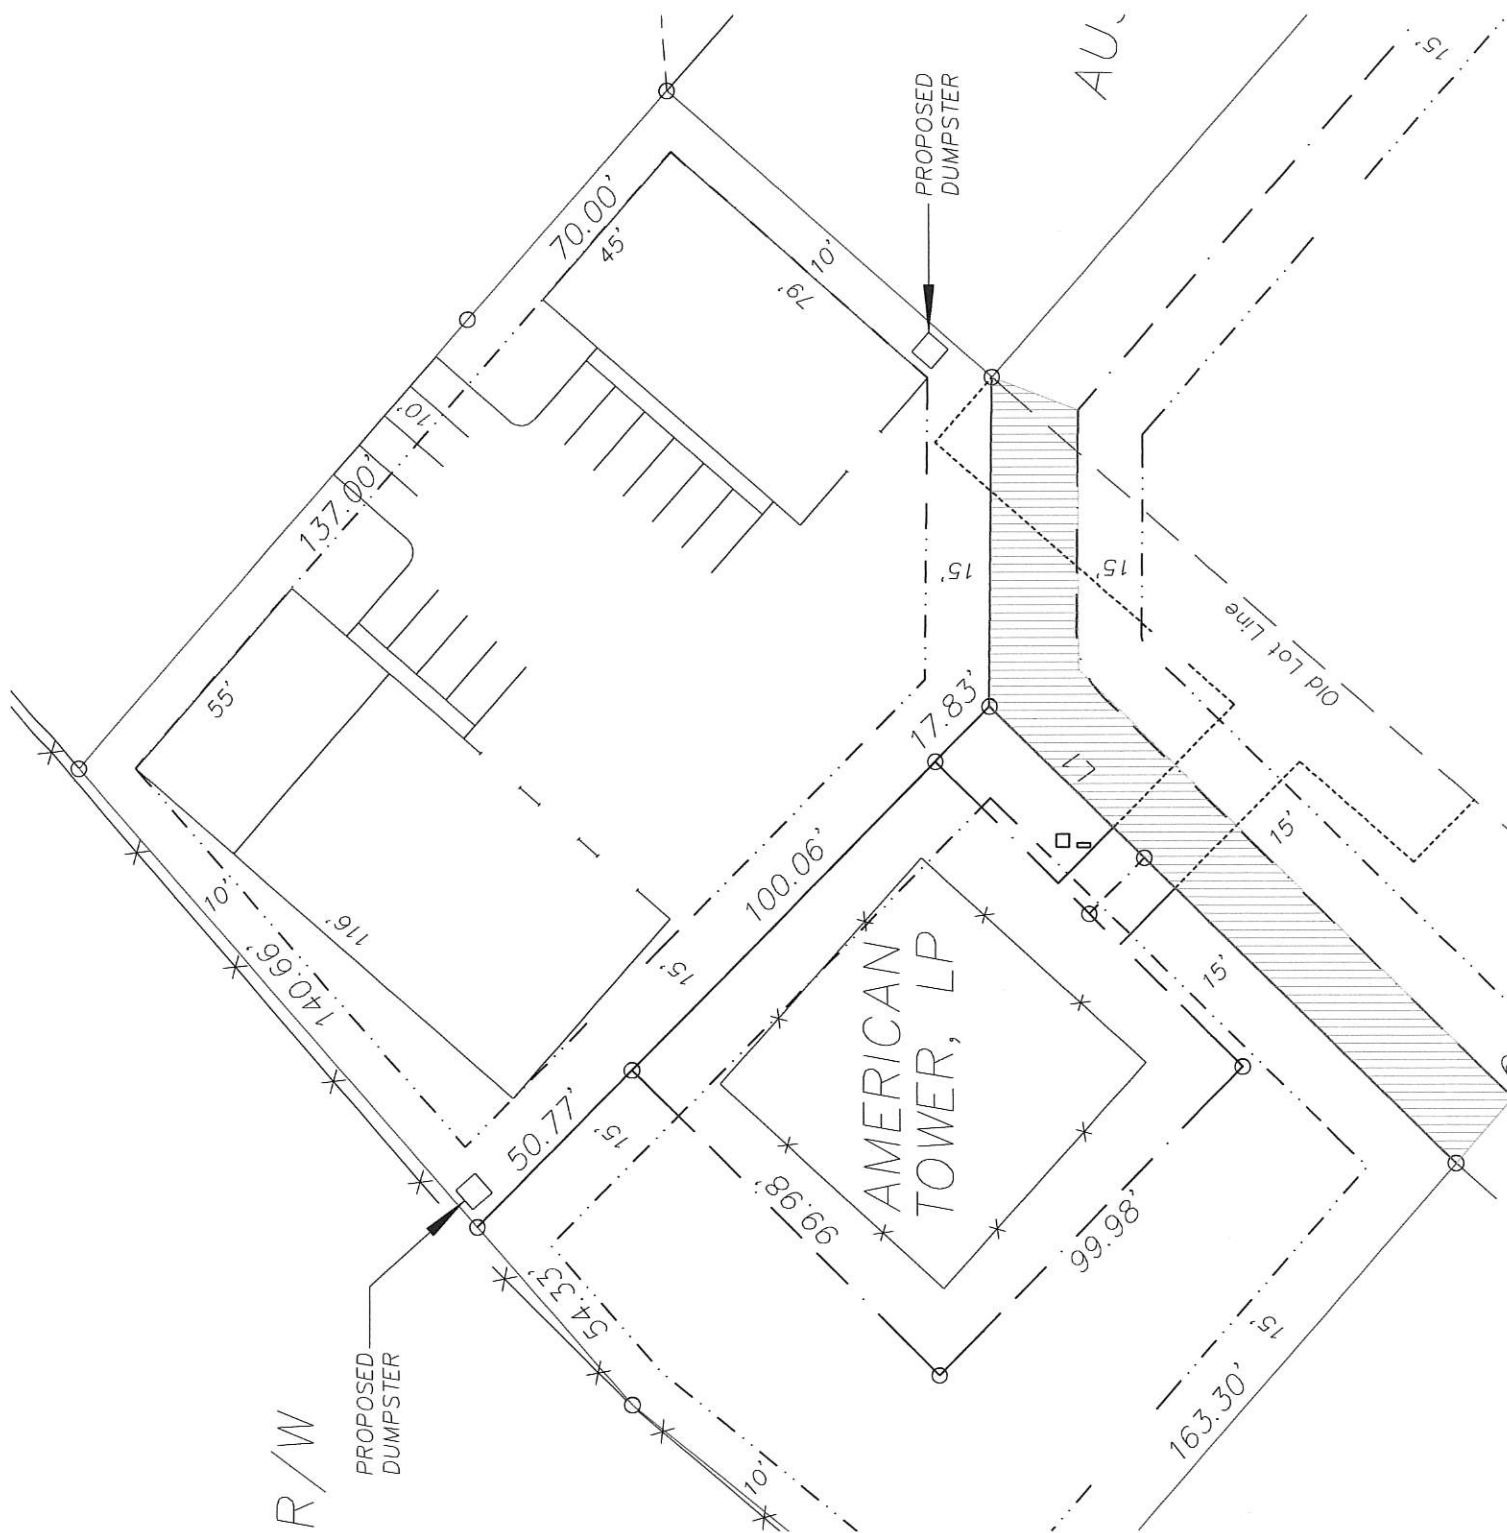 AU
15'
PROPOSED
DUMPSTER
70.00'
45'
10'
79'
10'
137.00'
15'
15'
Old Lot Line
55'
17.83'
L1
100.06'
15'
10'
116'
140.66'
15'
15'
AMERICAN
TOWER, LP
50.77'
15'
99.98'
99.98'
54.33'
15'
163.30'
PROPOSED
DUMPSTER
R/W
10'